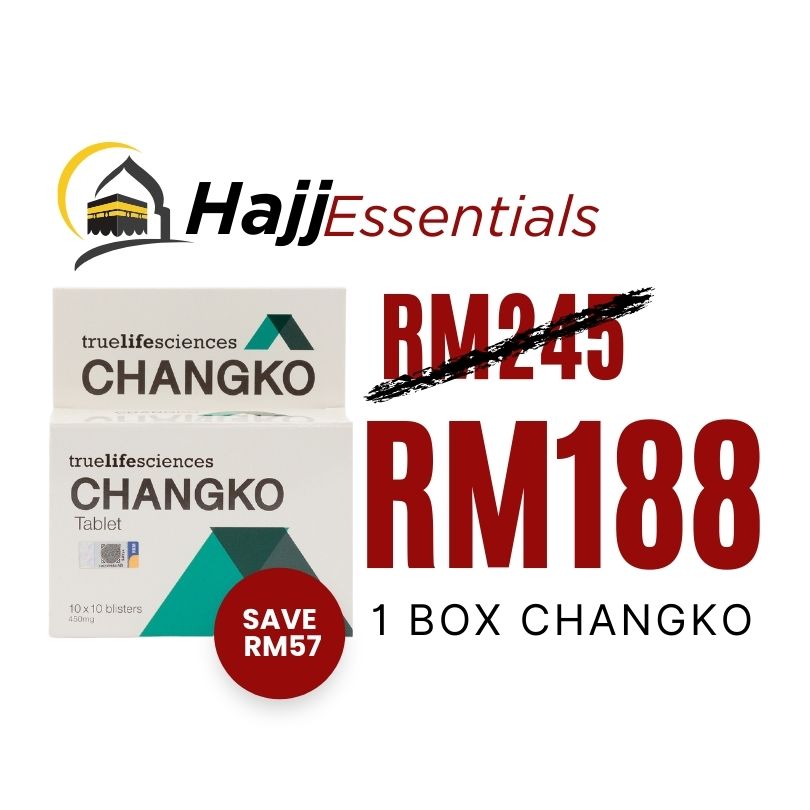 HajjEssentials
truelifesciences
CHANGKO
truelifesciences
CHANGKO
Tablet
10 x 10 blisters
450mg
RM245
RM188
1 BOX CHANGKO
SAVE
RM57